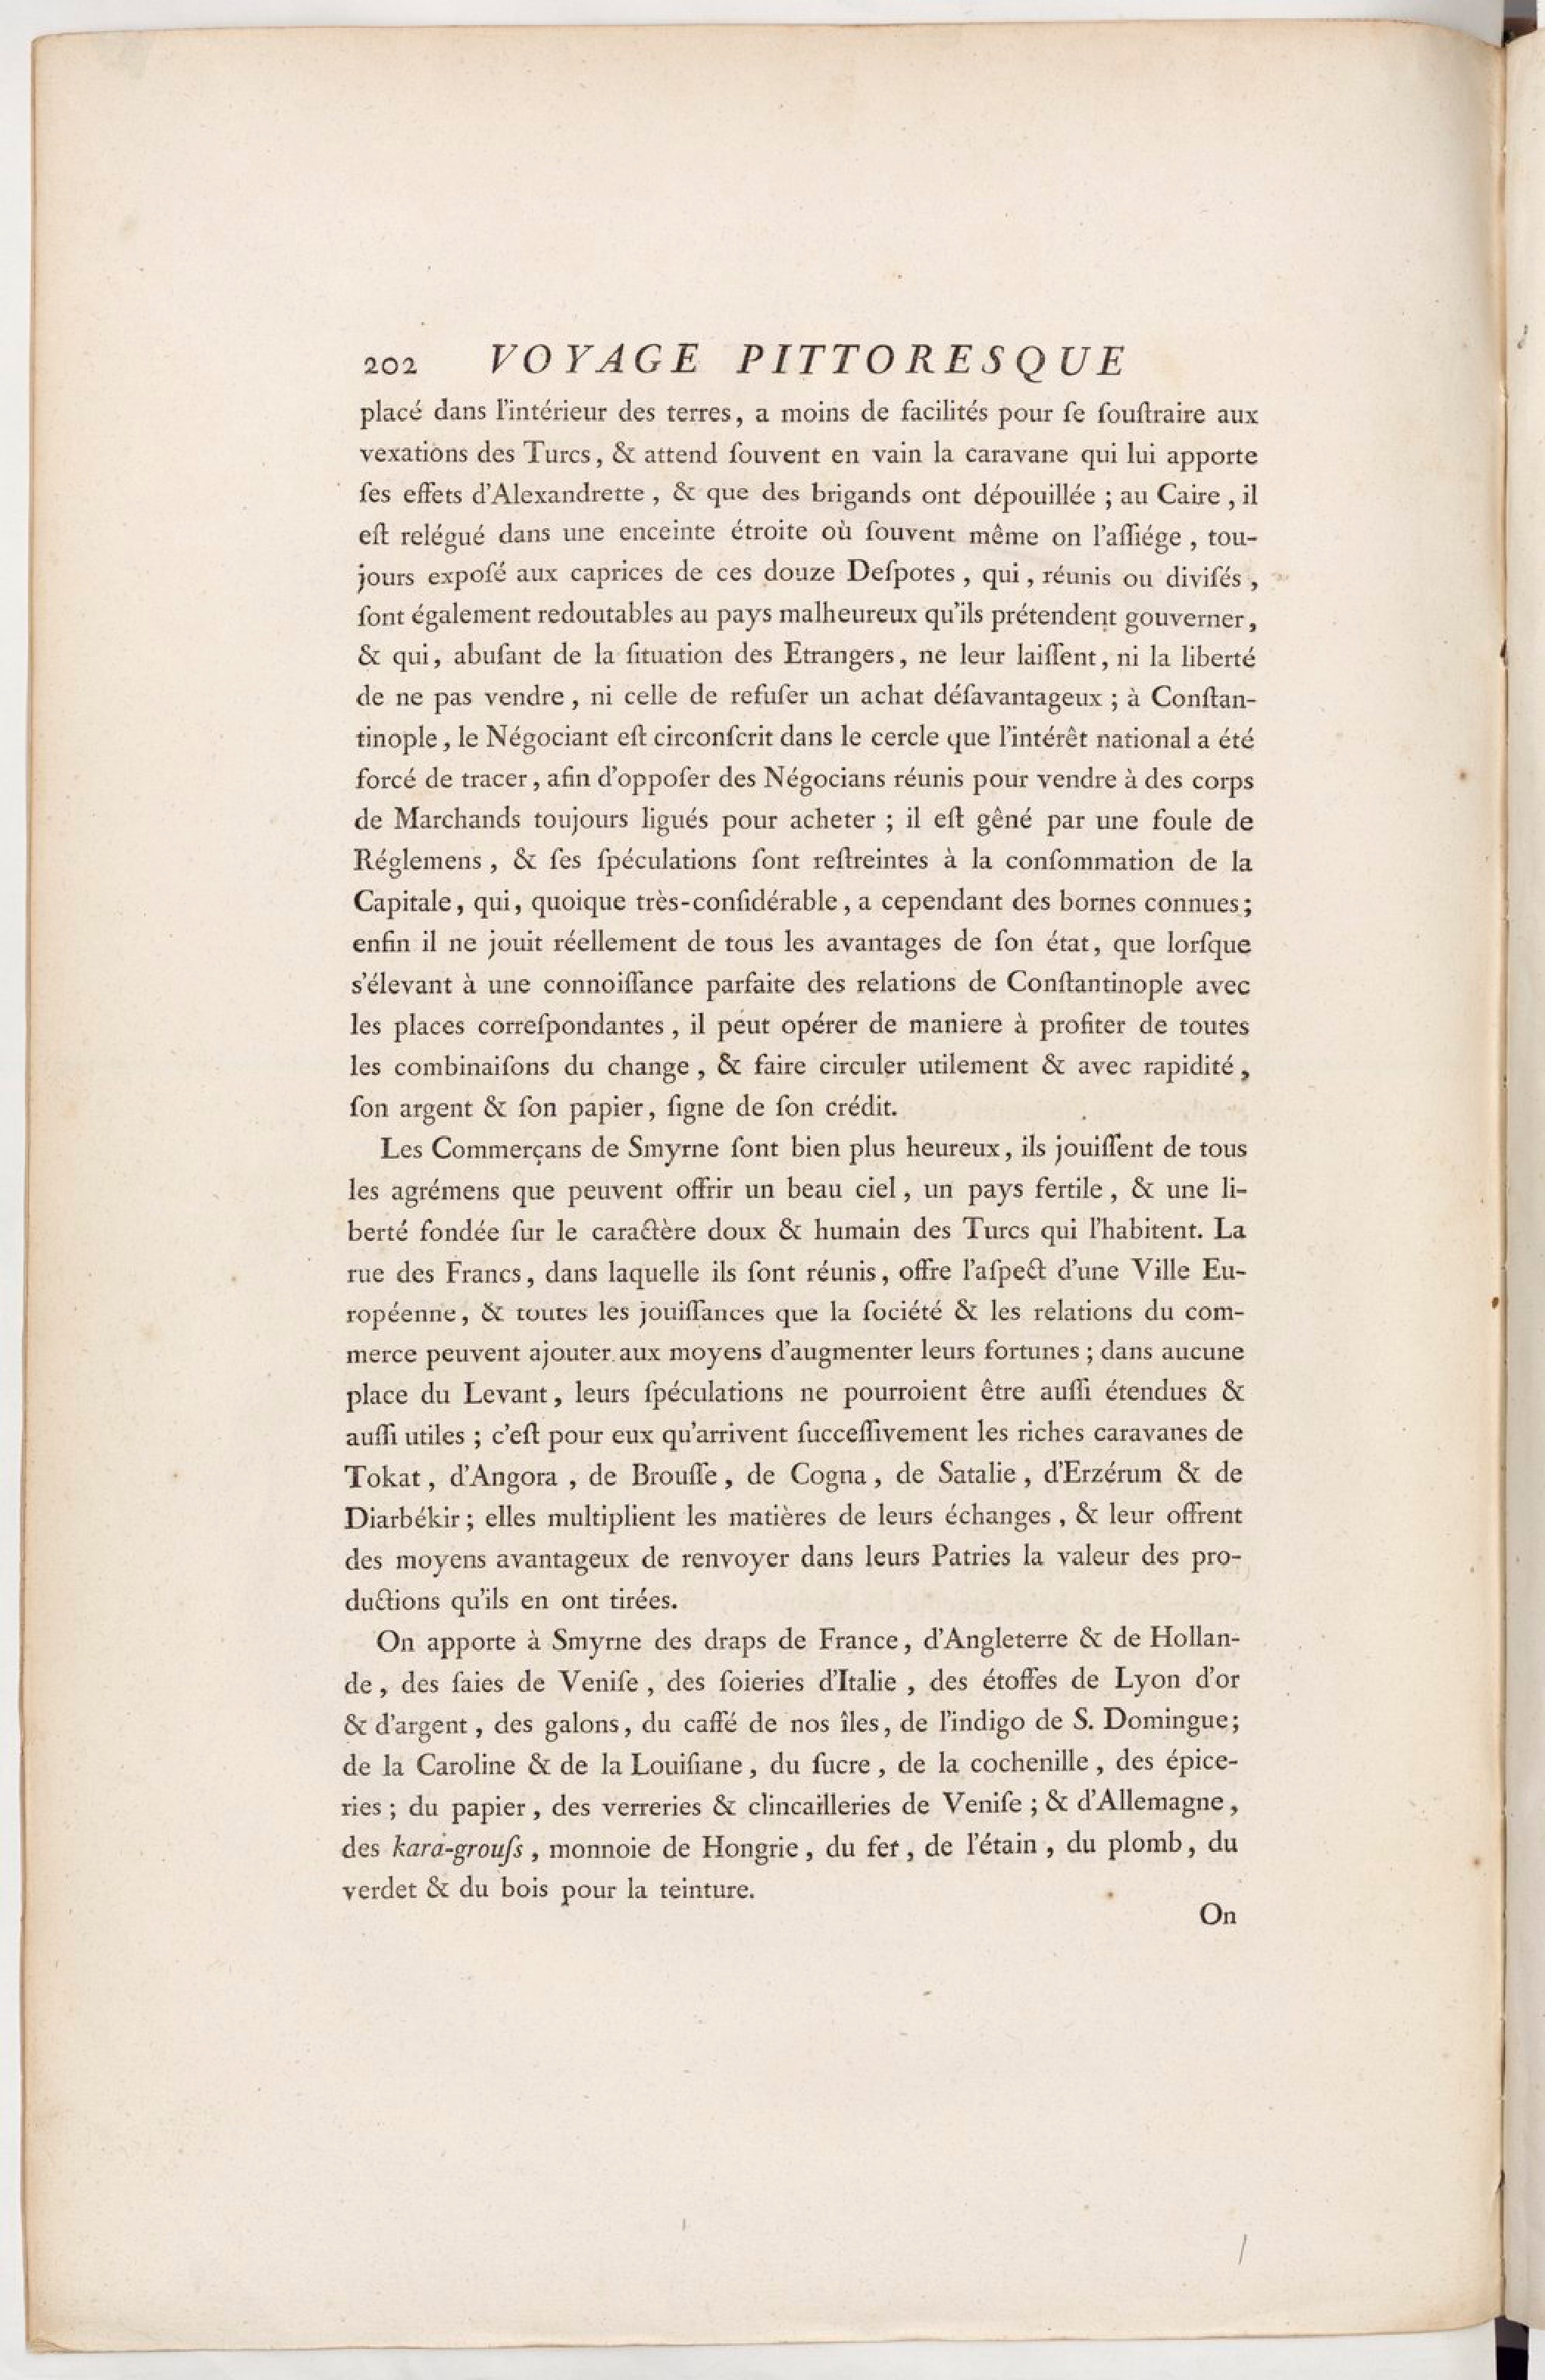 202 VOYAGE PITTORESQUE
placé dans l'intérieur des terres, a moins de facilités pour ſe ſouſtraire aux
vexations des Turcs, & attend ſouvent en vain la caravane qui lui apporte
ſes effets d'Alexandrette, & que des brigands ont dépouillée ; au Caire, il
eſt relégué dans une enceinte étroite où ſouvent même on l'aſſiége, tou-
jours expoſé aux caprices de ces douze Deſpotes, qui, réunis ou diviſés,
ſont également redoutables au pays malheureux qu'ils prétendent gouverner,
& qui, abuſant de la ſituation des Etrangers, ne leur laiſſent, ni la liberté
de ne pas vendre, ni celle de refuſer un achat déſavantageux ; à Conſtan-
tinople, le Négociant eſt circonſcrit dans le cercle que l'intérêt national a été
forcé de tracer, afin d'oppoſer des Négocians réunis pour vendre à des corps
de Marchands toujours ligués pour acheter ; il eſt gêné par une foule de
Réglemens, & ſes ſpéculations ſont reſtreintes à la conſommation de la
Capitale, qui, quoique très-conſidérable, a cependant des bornes connues ;
enfin il ne jouit réellement de tous les avantages de ſon état, que lorſque
s'élevant à une connoiſſance parfaite des relations de Conſtantinople avec
les places correſpondantes, il peut opérer de maniere à profiter de toutes
les combinaiſons du change, & faire circuler utilement & avec rapidité,
ſon argent & ſon papier, ſigne de ſon crédit.
Les Commerçans de Smyrne ſont bien plus heureux, ils jouiſſent de tous
les agrémens que peuvent offrir un beau ciel, un pays fertile, & une li-
berté fondée ſur le caractère doux & humain des Turcs qui l'habitent. La
rue des Francs, dans laquelle ils ſont réunis, offre l'aſpect d'une Ville Eu-
ropéenne, & toutes les jouiſſances que la ſociété & les relations du com-
merce peuvent ajouter aux moyens d'augmenter leurs fortunes ; dans aucune
place du Levant, leurs ſpéculations ne pourroient être auſſi étendues &
auſſi utiles ; c'eſt pour eux qu'arrivent ſucceſſivement les riches caravanes de
Tokat, d'Angora, de Brouſſe, de Cogna, de Satalie, d'Erzérum & de
Diarbékir ; elles multiplient les matières de leurs échanges, & leur offrent
des moyens avantageux de renvoyer dans leurs Patries la valeur des pro-
ductions qu'ils en ont tirées.
On apporte à Smyrne des draps de France, d'Angleterre & de Hollan-
de, des ſaies de Veniſe, des ſoieries d'Italie, des étoffes de Lyon d'or
& d'argent, des galons, du caffé de nos îles, de l'indigo de S. Domingue ;
de la Caroline & de la Louiſiane, du ſucre, de la cochenille, des épice-
ries ; du papier, des verreries & clincailleries de Veniſe ; & d'Allemagne,
des kara-grouſs, monnoie de Hongrie, du fer, de l'étain, du plomb, du
verdet & du bois pour la teinture.
On